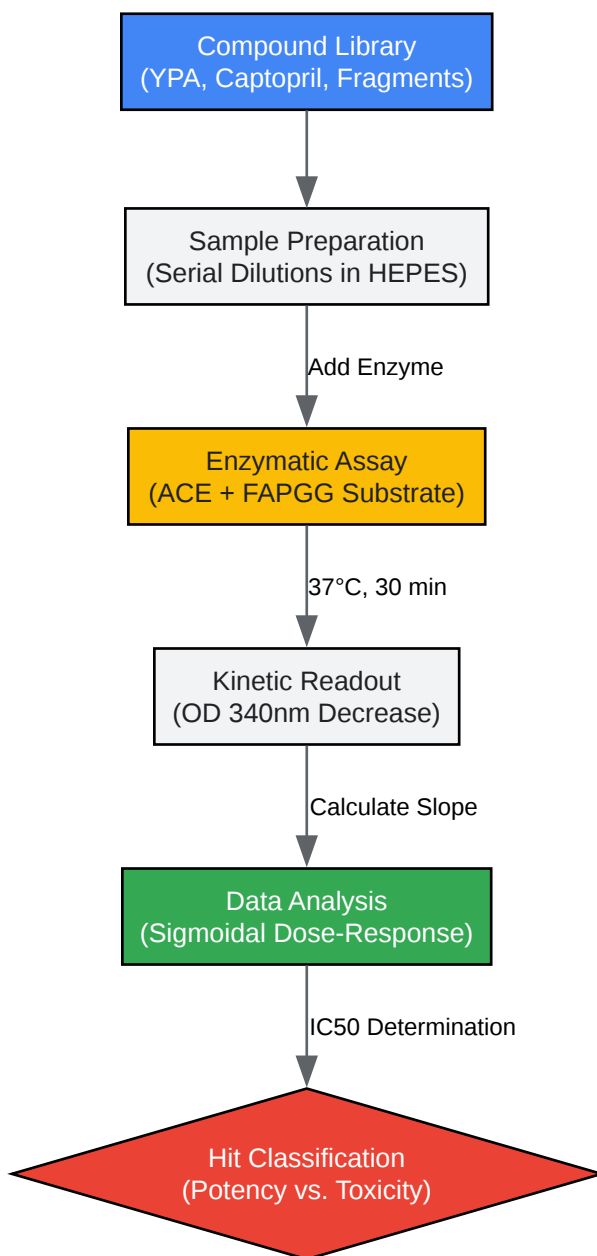 Compound Library
(YPA, Captopril, Fragments)
Sample Preparation
(Serial Dilutions in HEPES)
Add Enzyme
Enzymatic Assay
(ACE + FAPGG Substrate)
37°C, 30 min
Kinetic Readout
(OD 340nm Decrease)
Calculate Slope
Data Analysis
(Sigmoidal Dose-Response)
IC50 Determination
Hit Classification
(Potency vs. Toxicity)